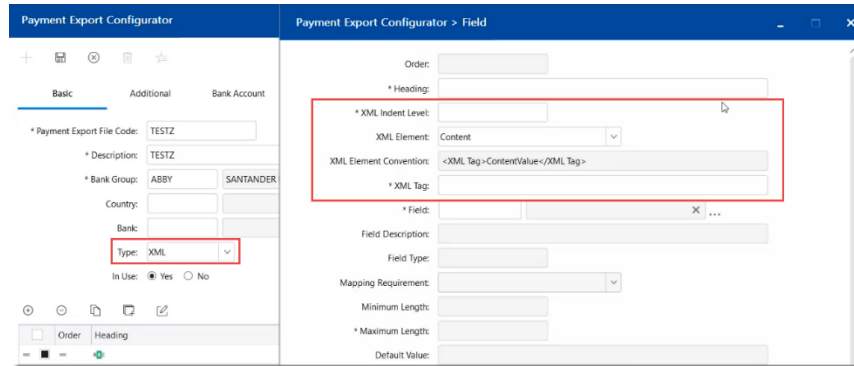 Payment Export Configurator
Basic Additional Bank Account
* Payment Export File Code: TESTZ
* Description: TESTZ
* Bank Group: ABBY SANTANDER
Country:
Bank:
Type: XML
In Use: Yes No
Order Heading
Payment Export Configurator > Field
Order:
* Heading:
* XML Indent Level:
XML Element: Content
XML Element Convention: <XML Tag>ContentValue</XML Tag>
* XML Tag:
* Field: ...
Field Description:
Field Type:
Mapping Requirement:
Minimum Length:
* Maximum Length:
Default Value: